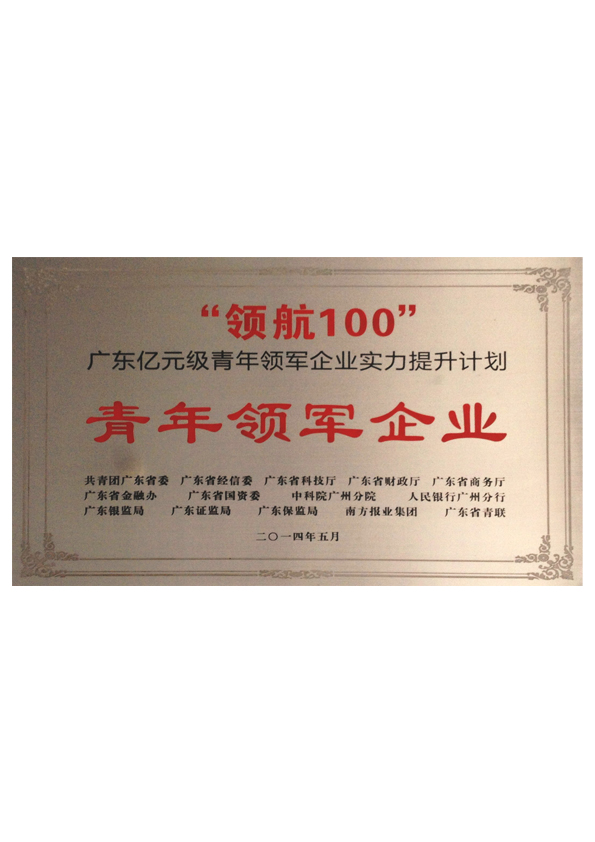 “领航100”
广东亿元级青年领军企业实力提升计划
青年领军企业
共青团广东省委 广东省经信委 广东省科技厅 广东省财政厅 广东省商务厅
广东省金融办 广东省国资委 中科院广州分院 人民银行广州分行
广东银监局 广东证监局 广东保监局 南方报业集团 广东省青联
二〇一四年五月